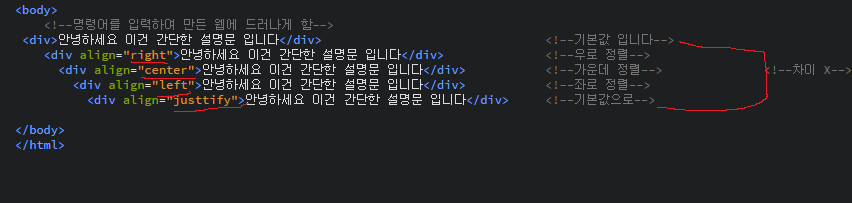 <body>
<!--명령어를 입력하여 만든 웹에 드러나게 함-->
<div>안녕하세요 이건 간단한 설명문 입니다</div> <!--기본값 입니다-->
<div align="right">안녕하세요 이건 간단한 설명문 입니다</div> <!--우로 정렬-->
<div align="center">안녕하세요 이건 간단한 설명문 입니다</div> <!--가운데 정렬--> <!--차이 X-->
<div align="left">안녕하세요 이건 간단한 설명문 입니다</div> <!--좌로 정렬-->
<div align="justtify">안녕하세요 이건 간단한 설명문 입니다</div> <!--기본값으로-->
</body>
</html>